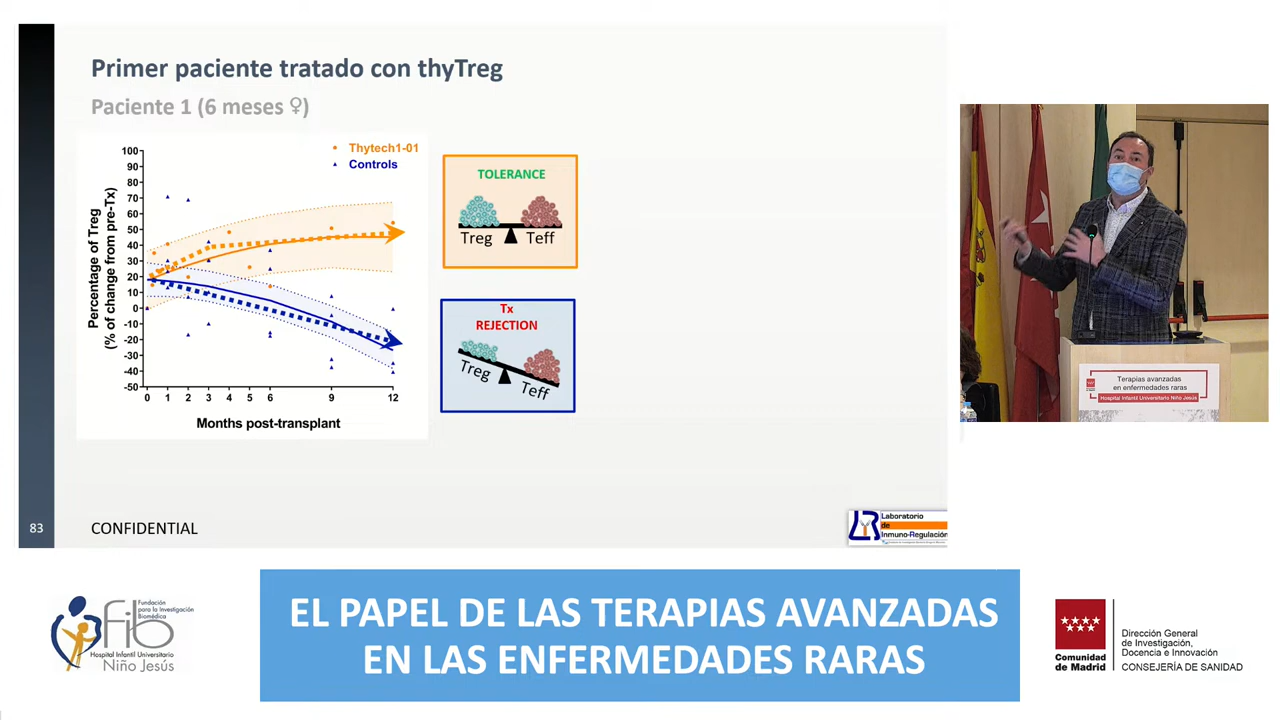 Primer paciente tratado con thyTreg
Paciente 1 (6 meses ♀)
Thytech1-01
Controls
Percentage of Treg
(% of change from pre-Tx)
100
90
80
70
60
50
40
30
20
10
0
-10
-20
-30
-40
-50
0 1 2 3 4 5 6 9 12
Months post-transplant
TOLERANCE
Treg Teff
Tx
REJECTION
Treg Teff
83
CONFIDENTIAL
Laboratorio
de
Inmuno-Regulación
Terapias avanzadas
en enfermedades raras
Hospital Infantil Universitario Niño Jesús
fib
Fundación
para la Investigación
Biomédica
Hospital Infantil Universitario
Niño Jesús
EL PAPEL DE LAS TERAPIAS AVANZADAS
EN LAS ENFERMEDADES RARAS
Comunidad
de Madrid
Dirección General
de Investigación,
Docencia e Innovación
CONSEJERÍA DE SANIDAD